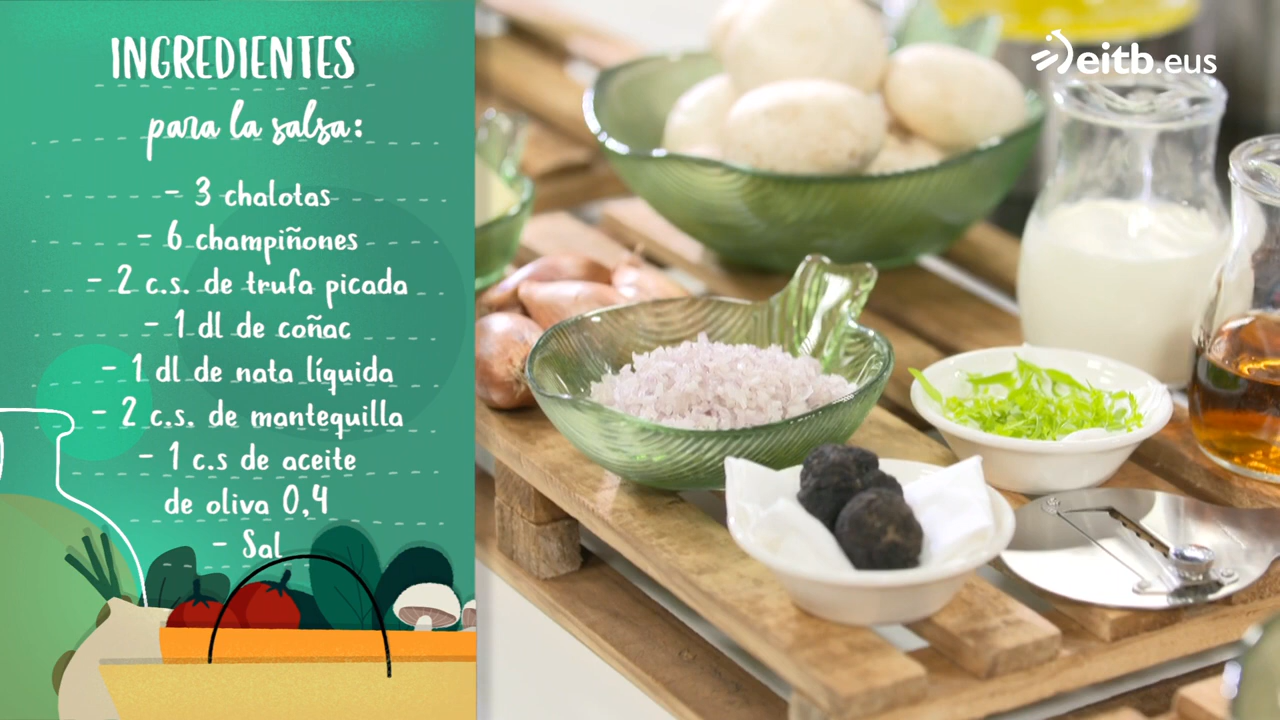 INGREDIENTES
para la salsa:
- 3 chalotas
- 6 champiñones
- 2 c.s. de trufa picada
- 1 dl de coñac
- 1 dl de nata líquida
- 2 c.s. de mantequilla
- 1 c.s de aceite
de oliva 0,4
- Sal
eitb.eus